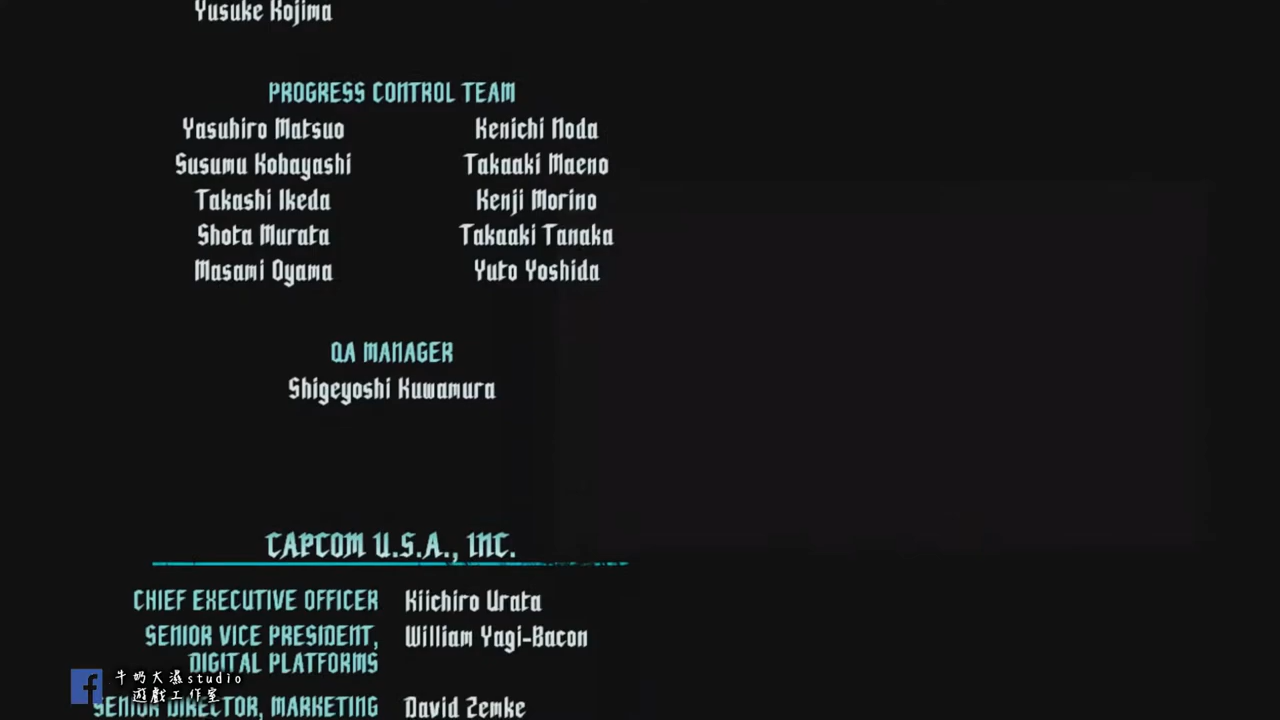 Yusuke Kojima
PROGRESS CONTROL TEAM
Yasuhiro Matsuo Kenichi Noda
Susumu Kobayashi Takaaki Maeno
Takashi Ikeda Kenji Morino
Shota Murata Takaaki Tanaka
Masami Oyama Yuto Yoshida
QA MANAGER
Shigeyoshi Kuwamura
CAPCOM U.S.A., INC.
CHIEF EXECUTIVE OFFICER Kiichiro Urata
SENIOR VICE PRESIDENT, William Yagi-Bacon
DIGITAL PLATFORMS
SENIOR DIRECTOR, MARKETING David Zemke
牛奶大濕studio
遊戲工作室